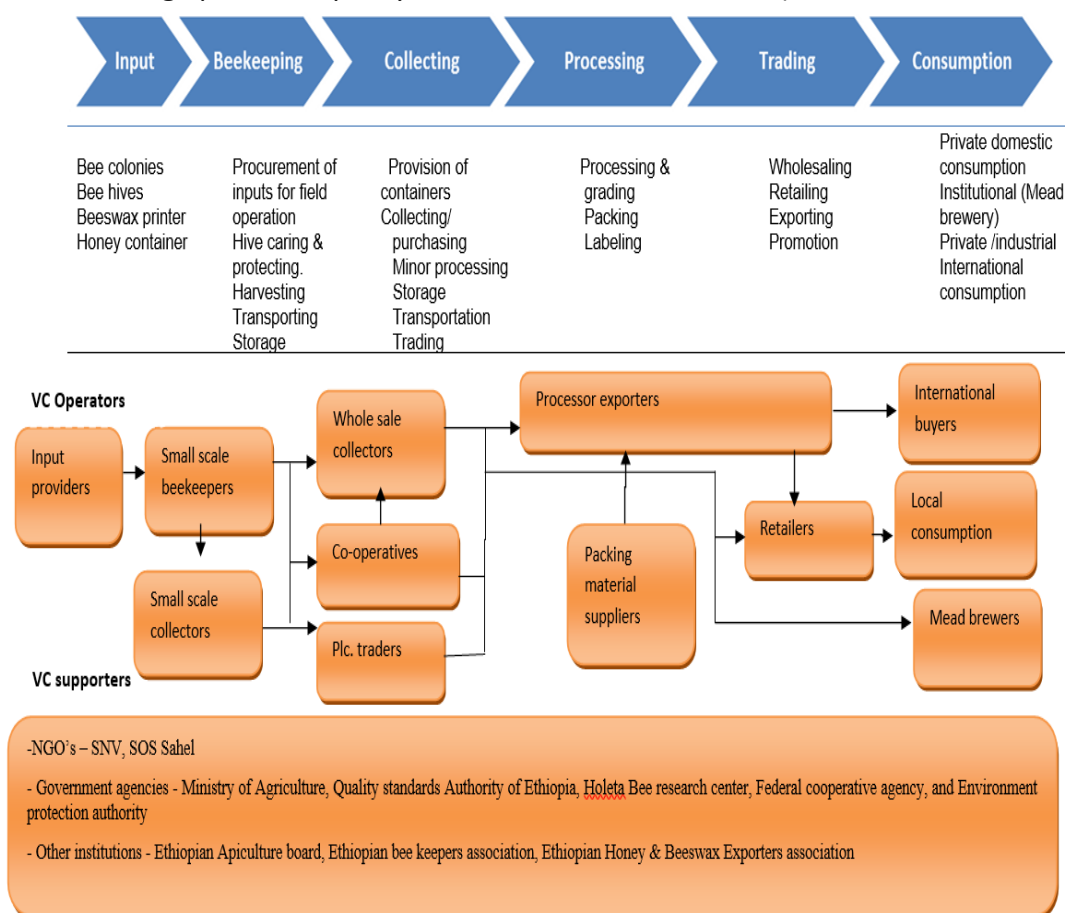 Input
Beekeeping
Collecting
Processing
Trading
Consumption
Bee colonies
Bee hives
Beeswax printer
Honey container
Procurement of
inputs for field
operation
Hive caring &
protecting.
Harvesting
Transporting
Storage
Provision of
containers
Collecting/
purchasing
Minor processing
Storage
Transportation
Trading
Processing &
grading
Packing
Labeling
Wholesaling
Retailing
Exporting
Promotion
Private domestic
consumption
Institutional (Mead
brewery)
Private /industrial
International
consumption
VC Operators
Input
providers
Small scale
beekeepers
Small scale
collectors
Whole sale
collectors
Co-operatives
Plc. traders
Processor exporters
Packing
material
suppliers
Retailers
International
buyers
Local
consumption
Mead brewers
VC supporters
-NGO's – SNV, SOS Sahel
- Government agencies - Ministry of Agriculture, Quality standards Authority of Ethiopia, Holeta Bee research center, Federal cooperative agency, and Environment
protection authority
- Other institutions - Ethiopian Apiculture board, Ethiopian bee keepers association, Ethiopian Honey & Beeswax Exporters association